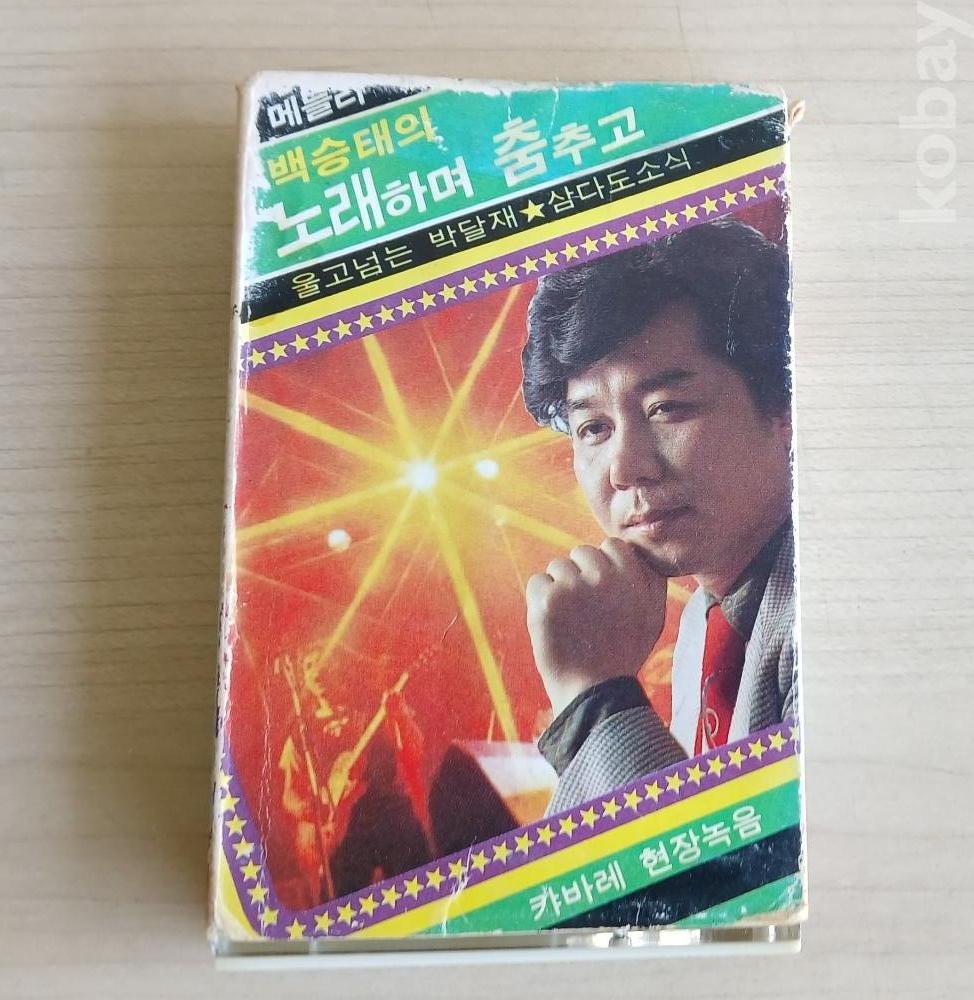 메들리
백승태의
노래하며 춤추고
울고넘는 박달재★삼다도소식
캬바레 현장녹음
kobay